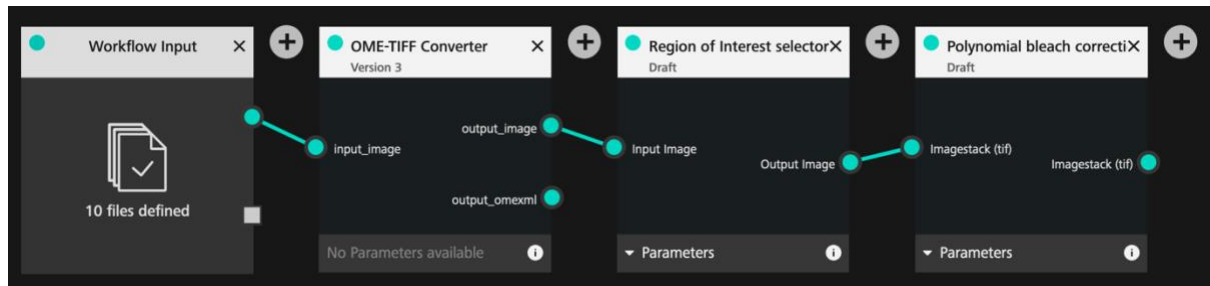 Workflow Input
10 files defined
OME-TIFF Converter
Version 3
input_image
output_image
output_omexml
No Parameters available
Region of Interest selector
Draft
Input Image
Output Image
Parameters
Polynomial bleach correcti
Draft
Imagestack (tif)
Imagestack (tif)
Parameters